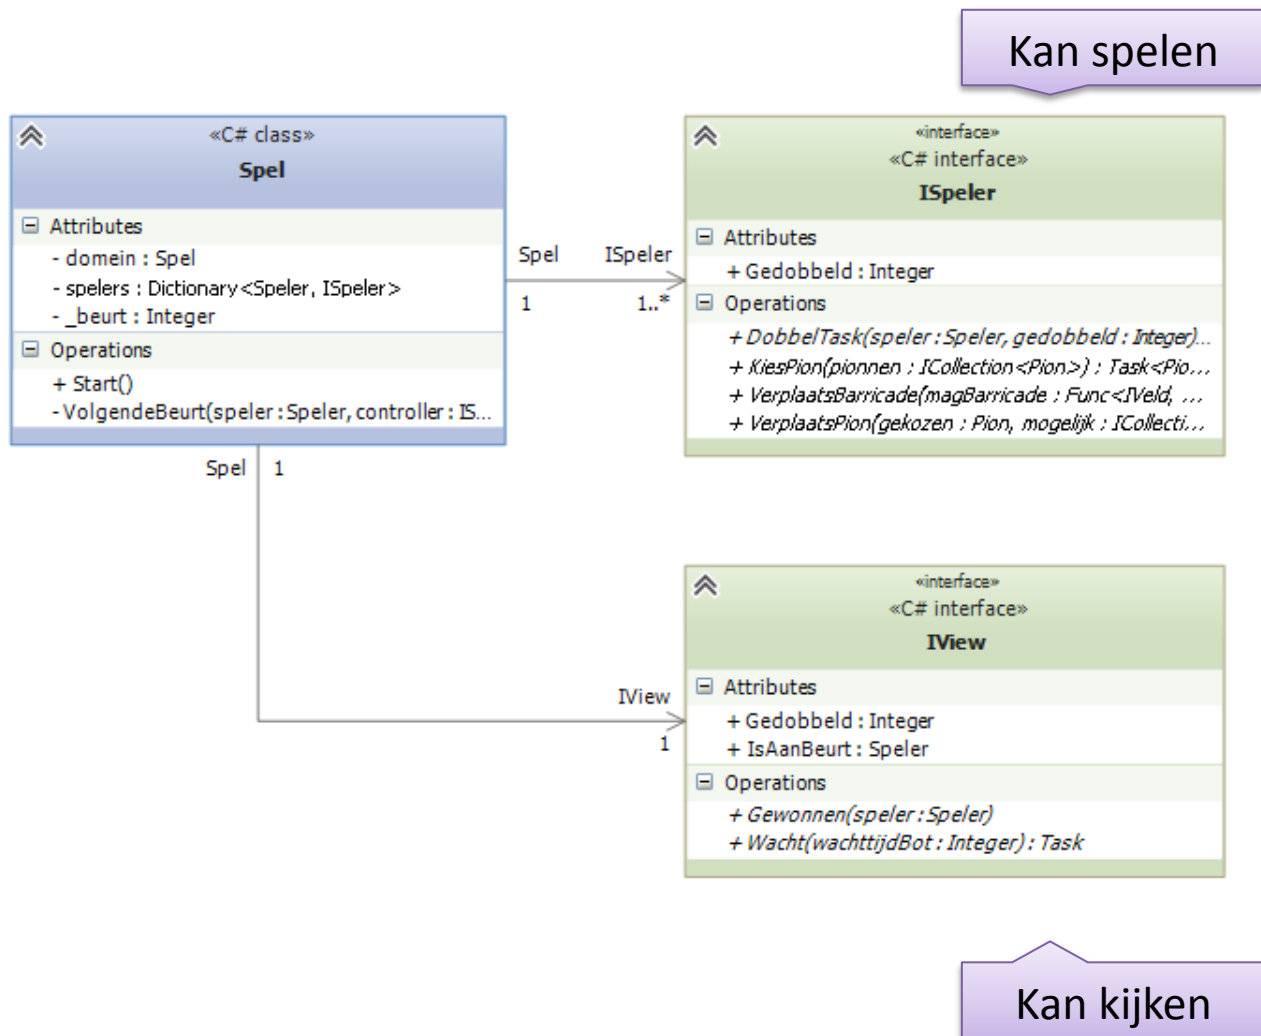 Kan spelen
«C# class»
Spel
Attributes
- domein : Spel
- spelers : Dictionary<Speler, ISpeler>
- _beurt : Integer
Operations
+ Start()
- VolgendeBeurt(speler : Speler, controller : IS...
Spel
ISpeler
1
1..*
«interface»
«C# interface»
ISpeler
Attributes
+ Gedobbeld : Integer
Operations
+ DobbelTask(speler : Speler, gedobbeld : Integer)...
+ KiesPion(pionnen : ICollection<Pion>) : Task<Pio...
+ VerplaatsBarricade(magBarricade : Func<IVeld, ...
+ VerplaatsPion(gekozen : Pion, mogelijk : ICollecti...
Spel
1
IView
1
«interface»
«C# interface»
IView
Attributes
+ Gedobbeld : Integer
+ IsAanBeurt : Speler
Operations
+ Gewonnen(speler : Speler)
+ Wacht(wachttijdBot : Integer) : Task
Kan kijken